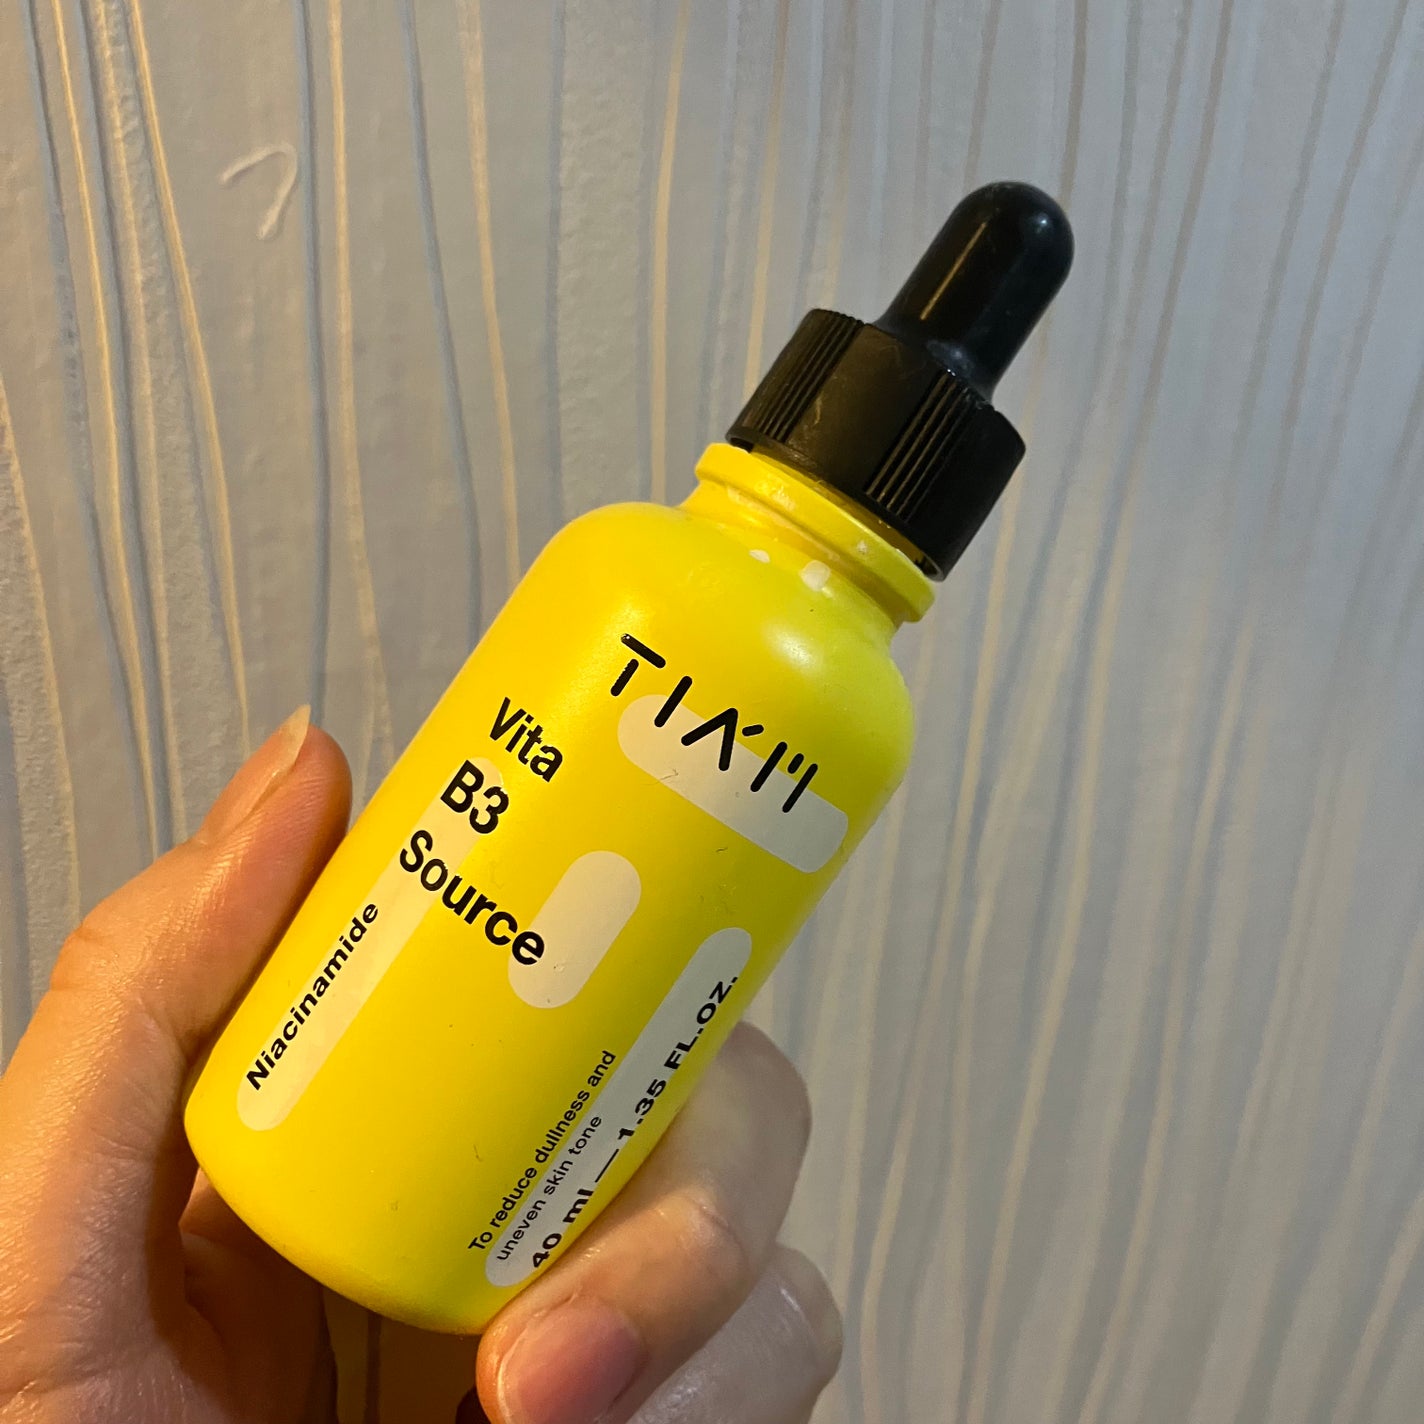 TIAM
Vita
B3
Source
Niacinamide
To reduce dullness and
uneven skin tone
40 ml — 1.35 FL.OZ.